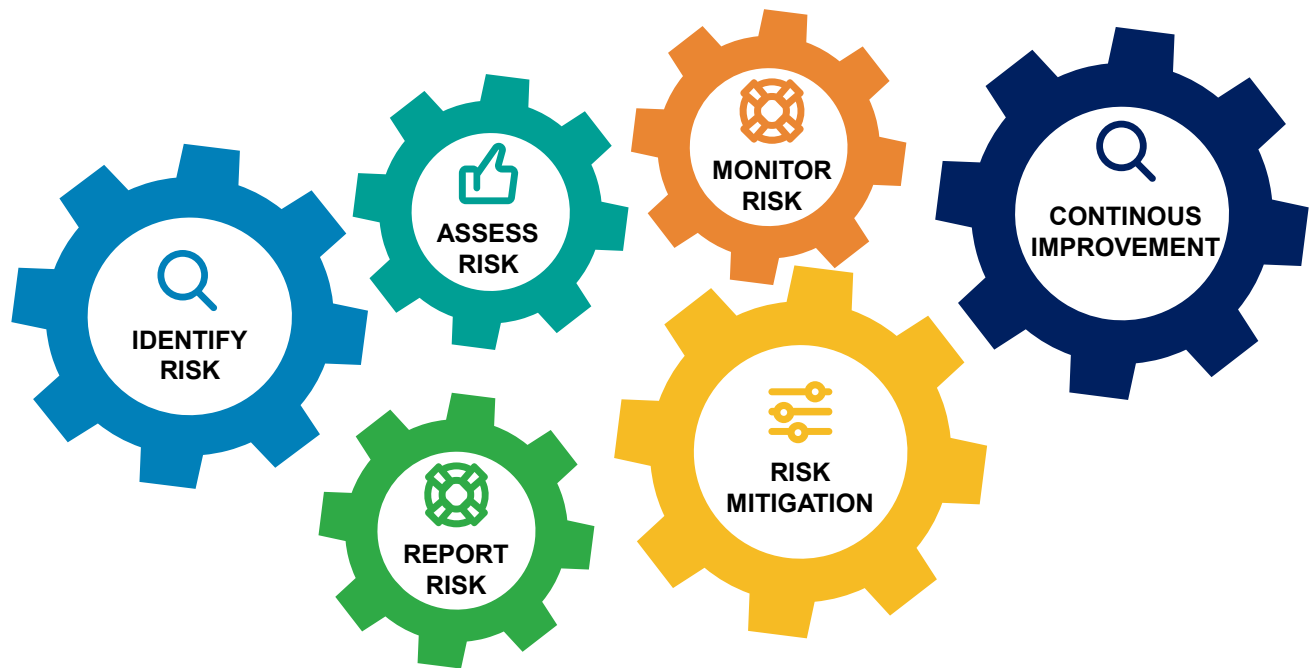 IDENTIFY
RISK
ASSESS
RISK
REPORT
RISK
MONITOR
RISK
RISK
MITIGATION
CONTINOUS
IMPROVEMENT